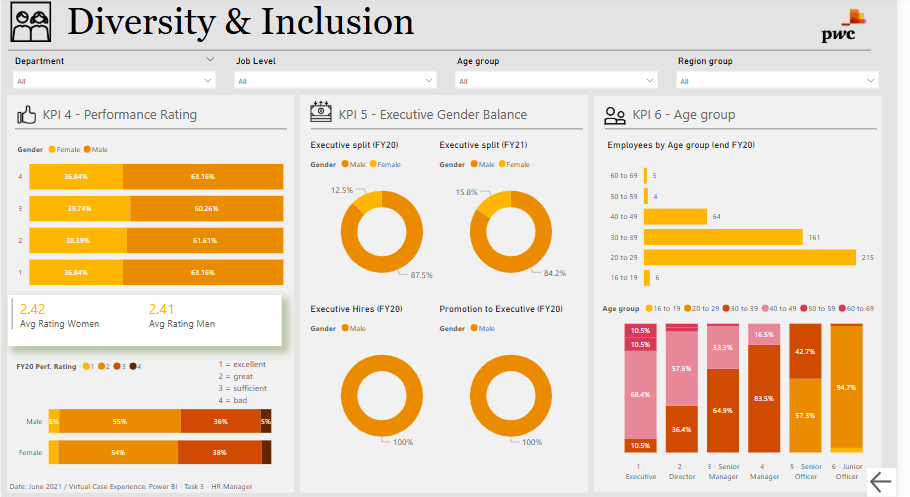 Diversity & Inclusion
pwc
Department
Job Level
Age group
Region group
All
All
All
All
KPI 4 - Performance Rating
Gender Female Male
4 36.84% 63.16%
3 39.74% 60.26%
2 38.39% 61.61%
1 36.84% 63.16%
2.42
Avg Rating Women
2.41
Avg Rating Men
FY20 Perf. Rating 1 2 3 4
1 = excellent
2 = great
3 = sufficient
4 = bad
Male 5% 55% 36% 5%
Female 54% 38%
Date: June 2021 / Virtual Case Experience: Power BI - Task 3 - HR Manager
KPI 5 - Executive Gender Balance
Executive split (FY20)
Gender Male Female
12.5%
87.5%
Executive split (FY21)
Gender Male Female
15.8%
84.2%
Executive Hires (FY20)
Gender Male
100%
Promotion to Executive (FY20)
Gender Male
100%
KPI 6 - Age group
Employees by Age group (end FY20)
60 to 69 3
50 to 59 4
40 to 49 64
30 to 39 161
20 to 29 215
16 to 19 6
Age group 16 to 19 20 to 29 30 to 39 40 to 49 50 to 59 60 to 69
10.5%
10.5%
68.4%
10.5%
57.6%
36.4%
33.3%
64.9%
16.5%
83.5%
42.7%
57.3%
94.7%
1 - Executive
2 - Director
3 - Senior Manager
4 - Manager
5 - Senior Officer
6 - Junior Officer